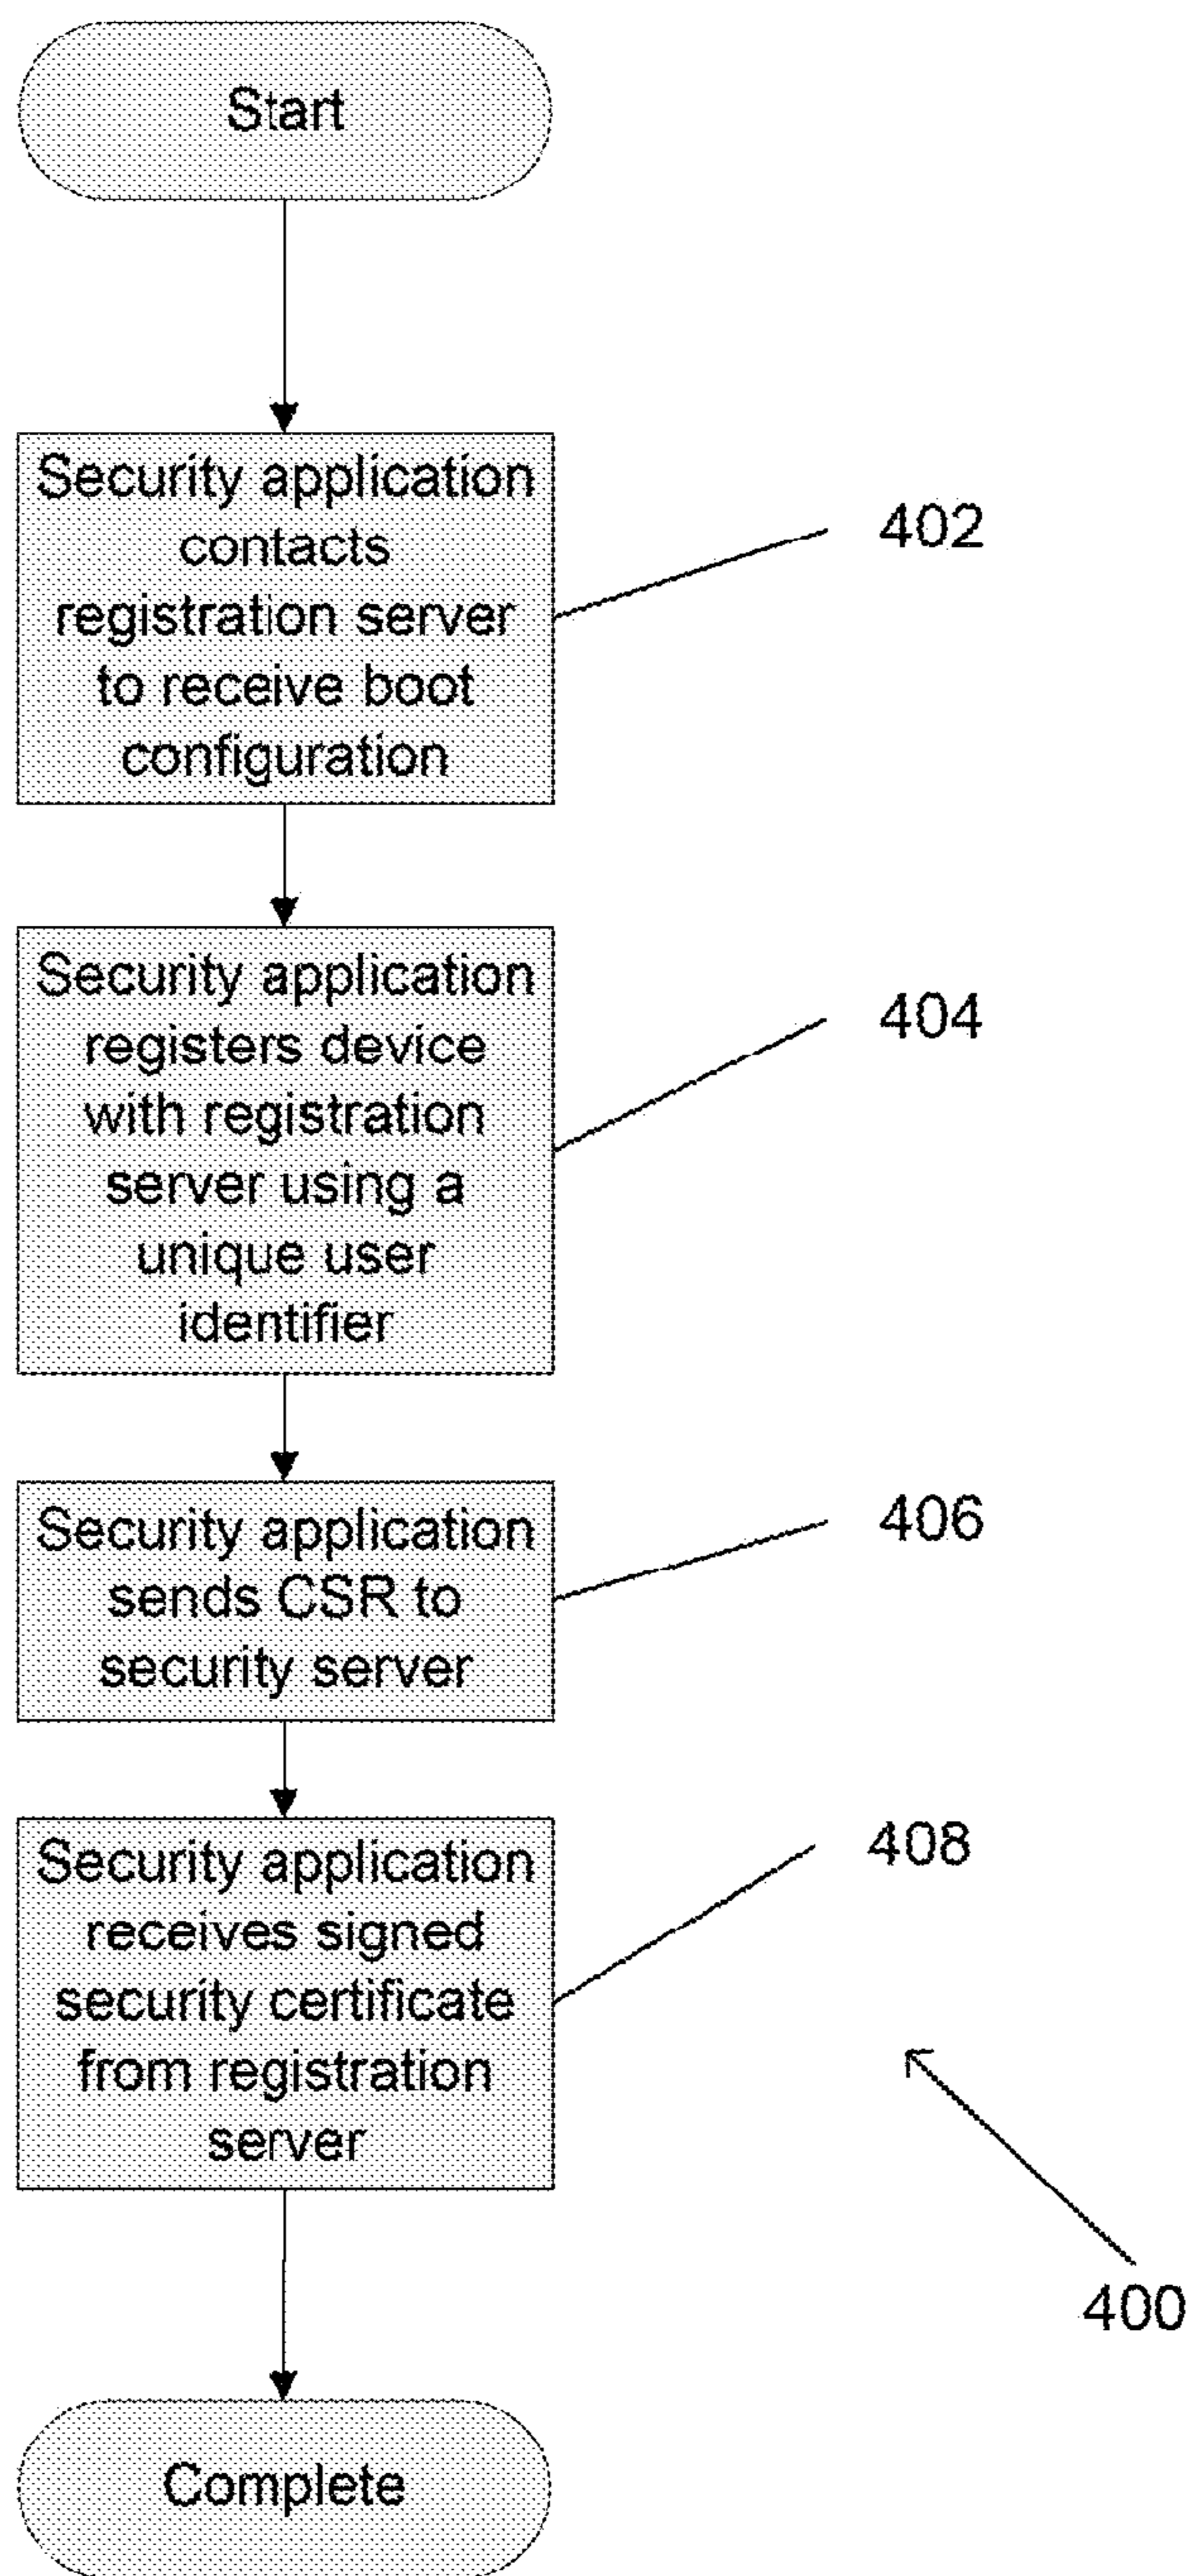 Start
Security application
contacts
registration server
to receive boot
configuration
402
Security application
registers device
with registration
server using a
unique user
identifier
404
Security application
sends CSR to
security server
406
Security application
receives signed
security certificate
from registration
server
408
400
Complete